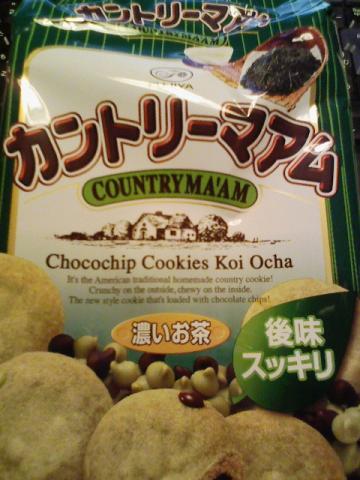 カントリーマアム
COUNTRYMA'AM
FUJIYA
カントリーマアム
COUNTRYMA'AM
Chocochip Cookies Koi Ocha
It's the American traditional homemade country cookie!
Crunchy on the outside, chewy on the inside.
The new style cookie that's loaded with chocolate chips!
濃いお茶
後味
スッキリ